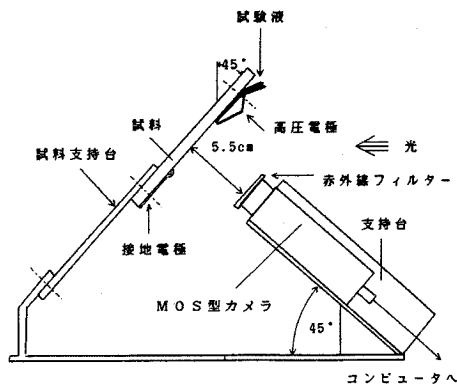 試験液
45°
試料
高圧電極
試料支持台
5.5cm
光
赤外線フィルター
支持台
接地電極
MOS型カメラ
45°
コンピュータへ